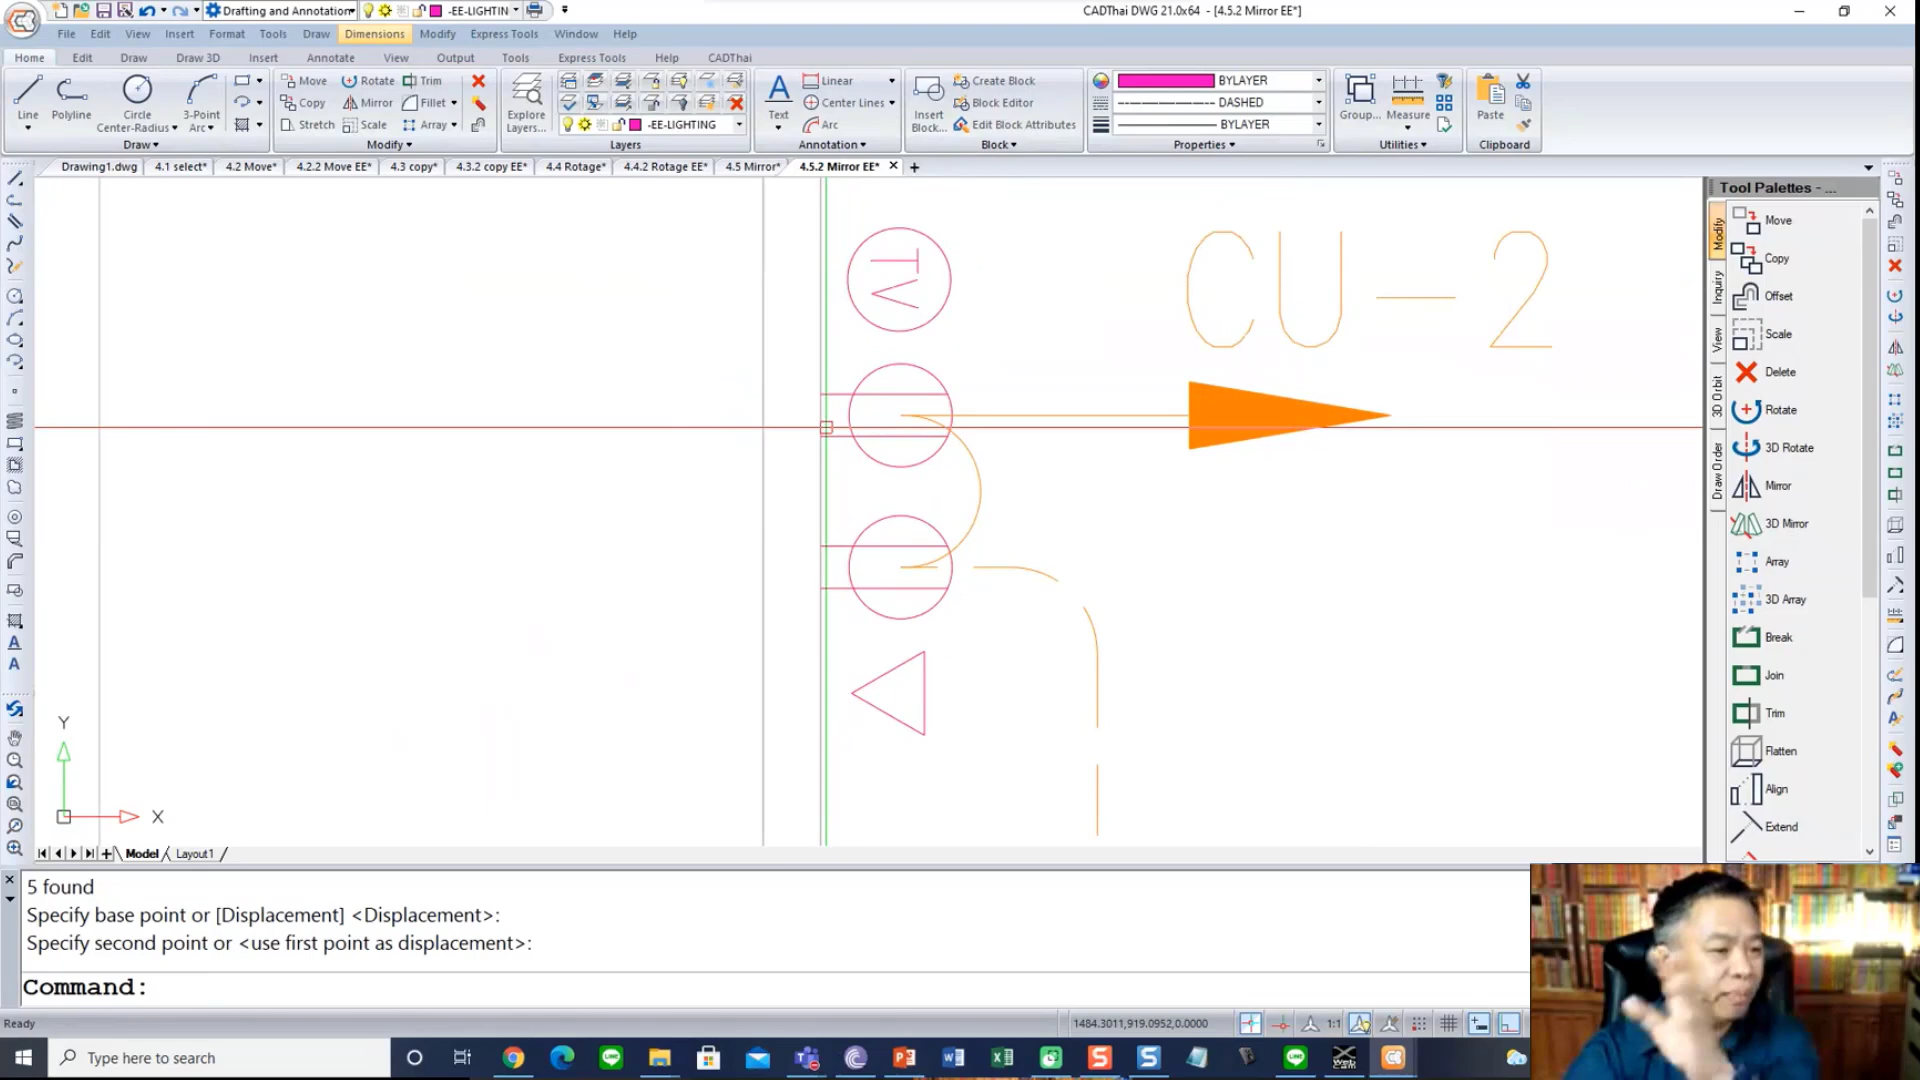 Drafting and Annotation
-EE-LIGHTIN
CADThai DWG 21.0x64 - [4.5.2 Mirror EE*]
File Edit View Insert Format Tools Draw Dimensions Modify Express Tools Window Help
Home Edit Draw Draw 3D Insert Annotate View Output Tools Express Tools CADThai
Line
Polyline
Circle
Center-Radius
3-Point
Arc
Draw
Move Rotate Trim
Copy Mirror Fillet
Stretch Scale Array
Modify
Explore
Layers...
-EE-LIGHTING
Layers
Text
Linear
Center Lines
Arc
Annotation
Insert
Block...
Create Block
Block Editor
Edit Block Attributes
Block
BYLAYER
DASHED
BYLAYER
Properties
Group...
Measure
Utilities
Paste
Clipboard
Drawing1.dwg 4.1 select* 4.2 Move* 4.2.2 Move EE* 4.3 copy* 4.3.2 copy EE* 4.4 Rotage* 4.4.2 Rotage EE* 4.5 Mirror* 4.5.2 Mirror EE*
TV
CU-2
Y
X
Tool Palettes - ...
Modify
Inquiry
View
3D Orbit
Draw Order
Move
Copy
Offset
Scale
Delete
Rotate
3D Rotate
Mirror
3D Mirror
Array
3D Array
Break
Join
Trim
Flatten
Align
Extend
Model Layout1
5 found
Specify base point or [Displacement] <Displacement>:
Specify second point or <use first point as displacement>:
Command:
Ready
1484.3011,919.0952,0.0000
1:1
Type here to search